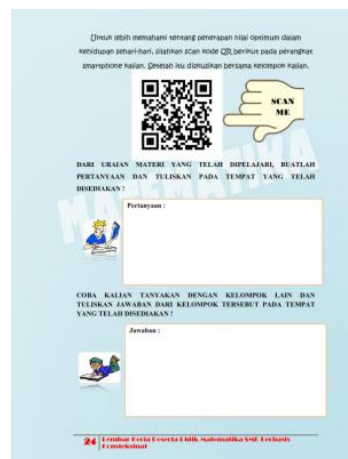 Untuk lebih memahami tentang penerapan nilai optimum dalam
kehidupan sehari-hari, silahkan scan kode QR berikut pada perangkat
smartphone kalian. Setelah itu diskusikan bersama kelompok kalian.
SCAN
ME
DARI URAIAN MATERI YANG TELAH DIPELAJARI, BUATLAH
PERTANYAAN DAN TULISKAN PADA TEMPAT YANG TELAH
DISEDIAKAN !
MATEMATIKA
Pertanyaan :
COBA KALIAN TANYAKAN DENGAN KELOMPOK LAIN DAN
TULISKAN JAWABAN DARI KELOMPOK TERSEBUT PADA TEMPAT
YANG TELAH DISEDIAKAN !
Jawaban :
24 Lembar Kerja Peserta Didik Matematika SMP Berbasis
Kontekstual